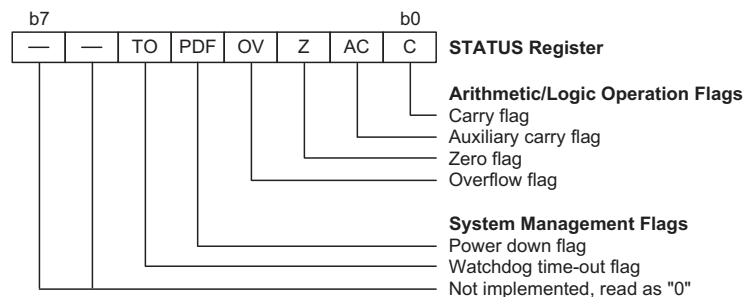 b7 b0
— — TO PDF OV Z AC C STATUS Register
Arithmetic/Logic Operation Flags
Carry flag
Auxiliary carry flag
Zero flag
Overflow flag
System Management Flags
Power down flag
Watchdog time-out flag
Not implemented, read as "0"